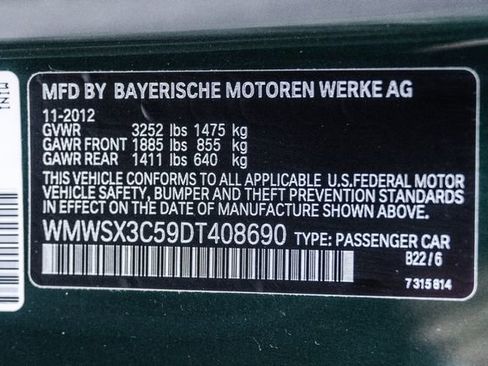 MFD BY BAYERISCHE MOTOREN WERKE AG
11-2012
GVWR 3252 lbs 1475 kg
GAWR FRONT 1885 lbs 855 kg
GAWR REAR 1411 lbs 640 kg
THIS VEHICLE CONFORMS TO ALL APPLICABLE U.S.FEDERAL MOTOR
VEHICLE SAFETY, BUMPER AND THEFT PREVENTION STANDARDS
IN EFFECT ON THE DATE OF MANUFACTURE SHOWN ABOVE.
WMWSX3C59DT408690 TYPE: PASSENGER CAR
B22/6
7315814
MINI